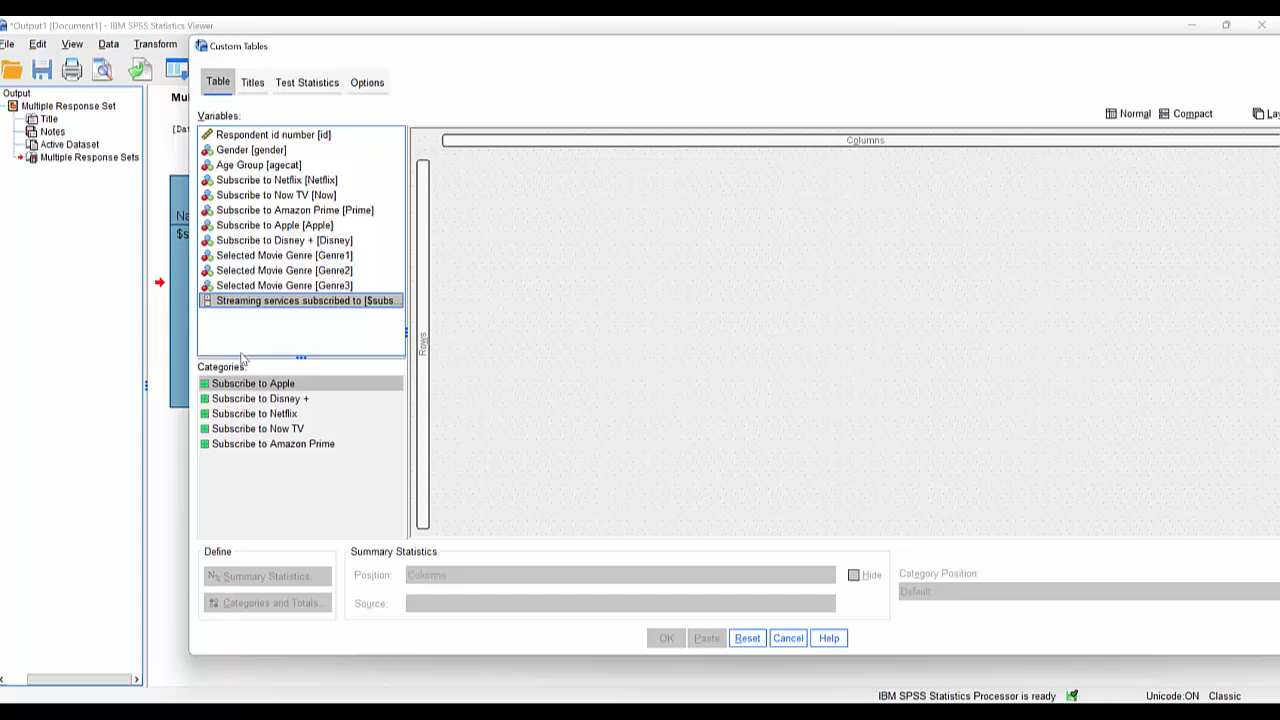 *Output1 [Document1] - IBM SPSS Statistics Viewer
File Edit View Data Transform
Custom Tables
Table Titles Test Statistics Options
Output
Multiple Response Set
Title
Notes
Active Dataset
Multiple Response Sets
Mul
[Dat
Na
$s
Variables:
Respondent id number [id]
Gender [gender]
Age Group [agecat]
Subscribe to Netflix [Netflix]
Subscribe to Now TV [Now]
Subscribe to Amazon Prime [Prime]
Subscribe to Apple [Apple]
Subscribe to Disney + [Disney]
Selected Movie Genre [Genre1]
Selected Movie Genre [Genre2]
Selected Movie Genre [Genre3]
Streaming services subscribed to [$subs...
Normal Compact Lay
Columns
Rows
Categories:
Subscribe to Apple
Subscribe to Disney +
Subscribe to Netflix
Subscribe to Now TV
Subscribe to Amazon Prime
Define
N% Summary Statistics
Categories and Totals...
Summary Statistics
Position: Columns
Hide
Source:
Category Position:
Default
OK Paste Reset Cancel Help
IBM SPSS Statistics Processor is ready Unicode:ON Classic